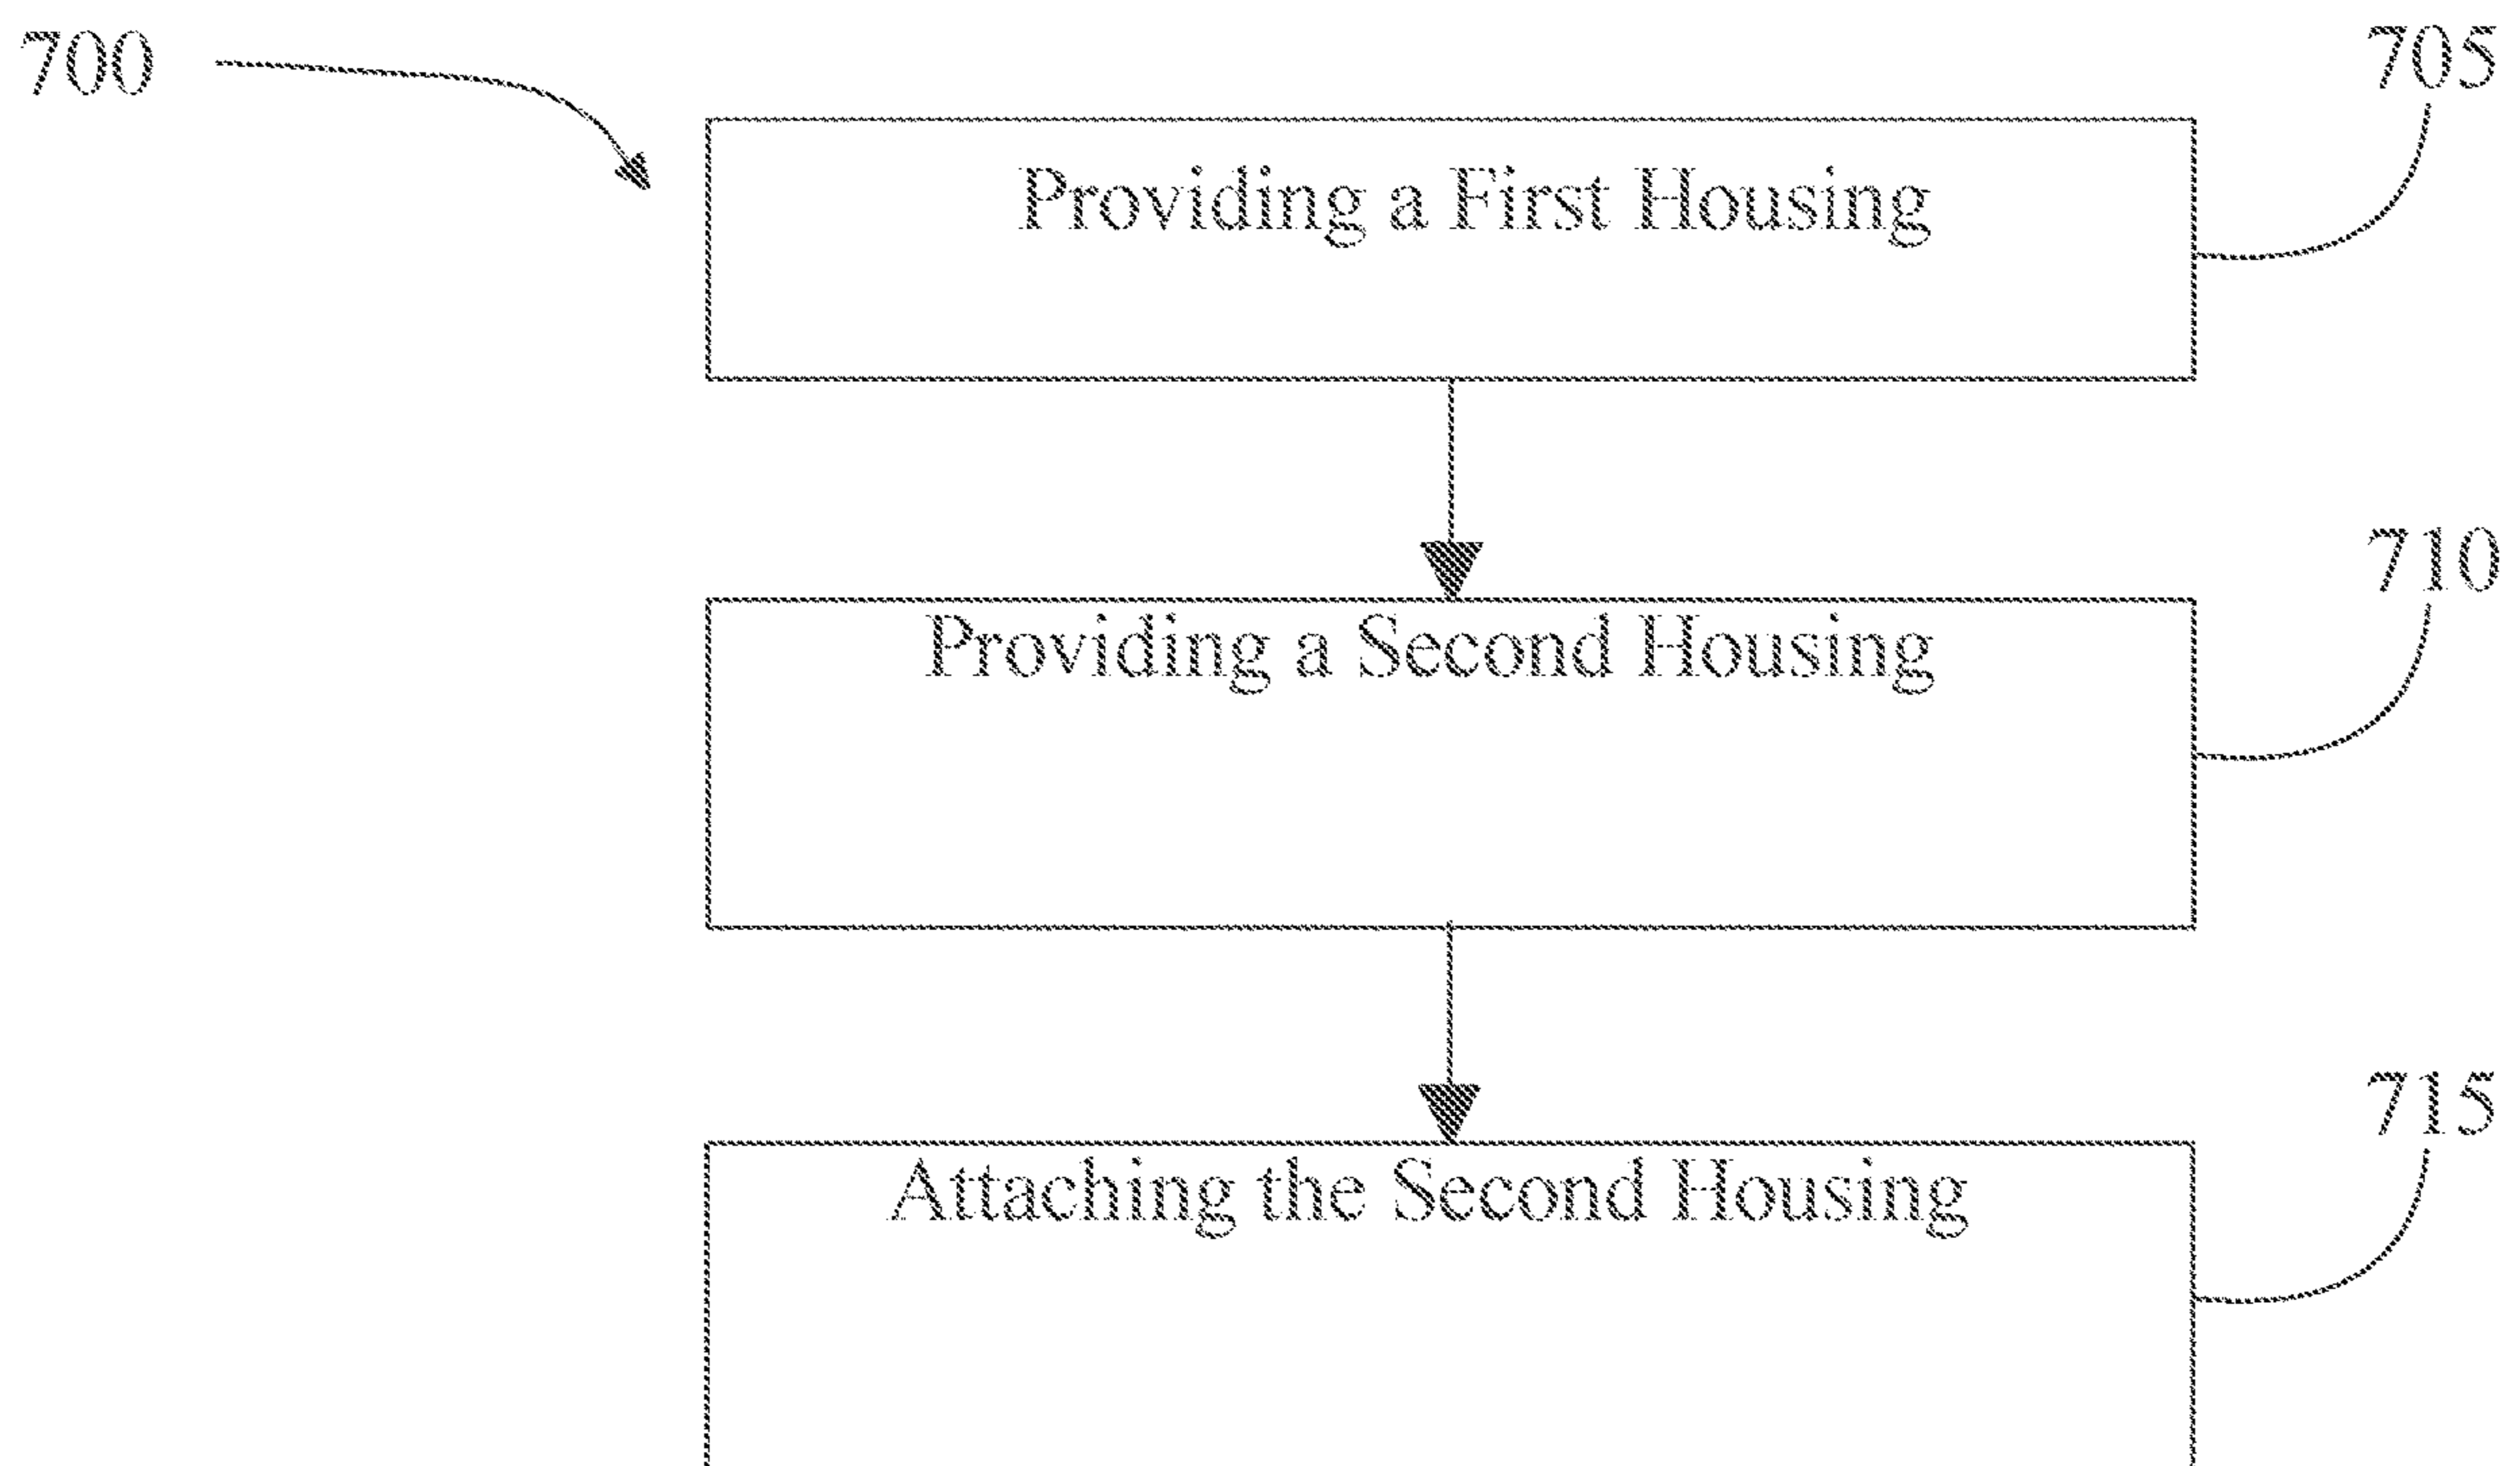 700
705
Providing a First Housing
710
Providing a Second Housing
715
Attaching the Second Housing